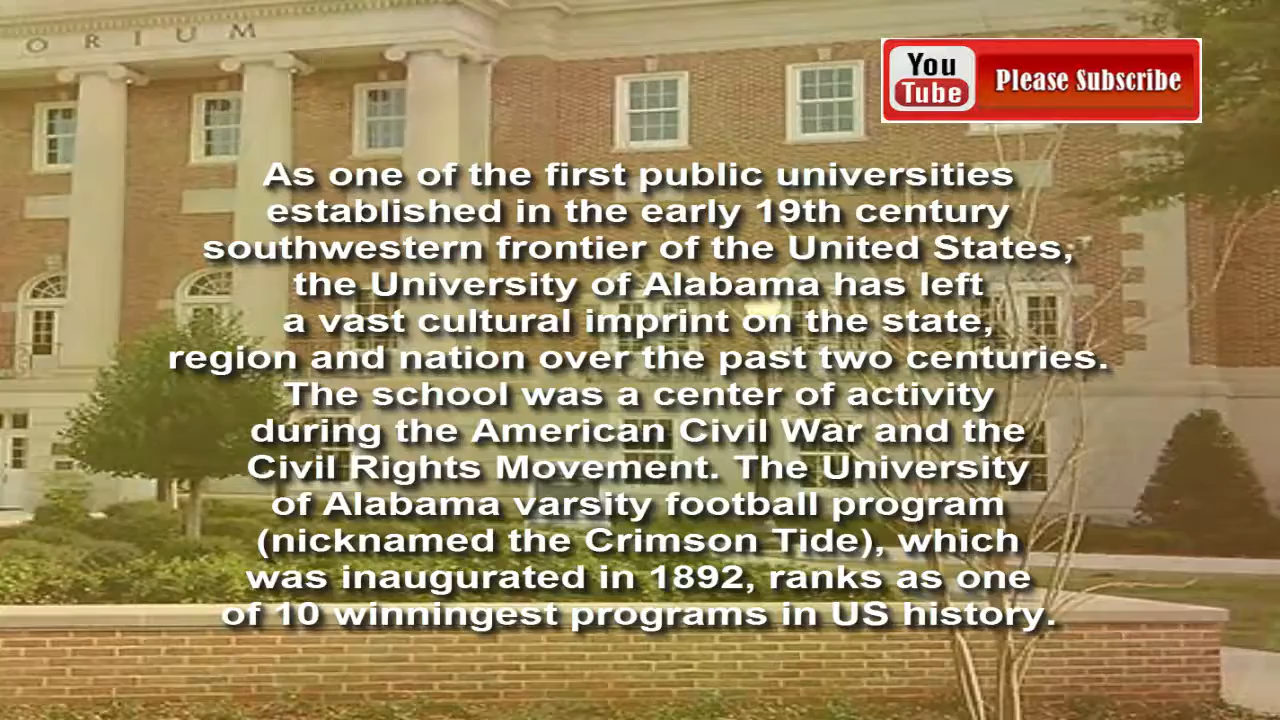 ORIUM
You
Tube
Please Subscribe
As one of the first public universities
established in the early 19th century
southwestern frontier of the United States,
the University of Alabama has left
a vast cultural imprint on the state,
region and nation over the past two centuries.
The school was a center of activity
during the American Civil War and the
Civil Rights Movement. The University
of Alabama varsity football program
(nicknamed the Crimson Tide), which
was inaugurated in 1892, ranks as one
of 10 winningest programs in US history.